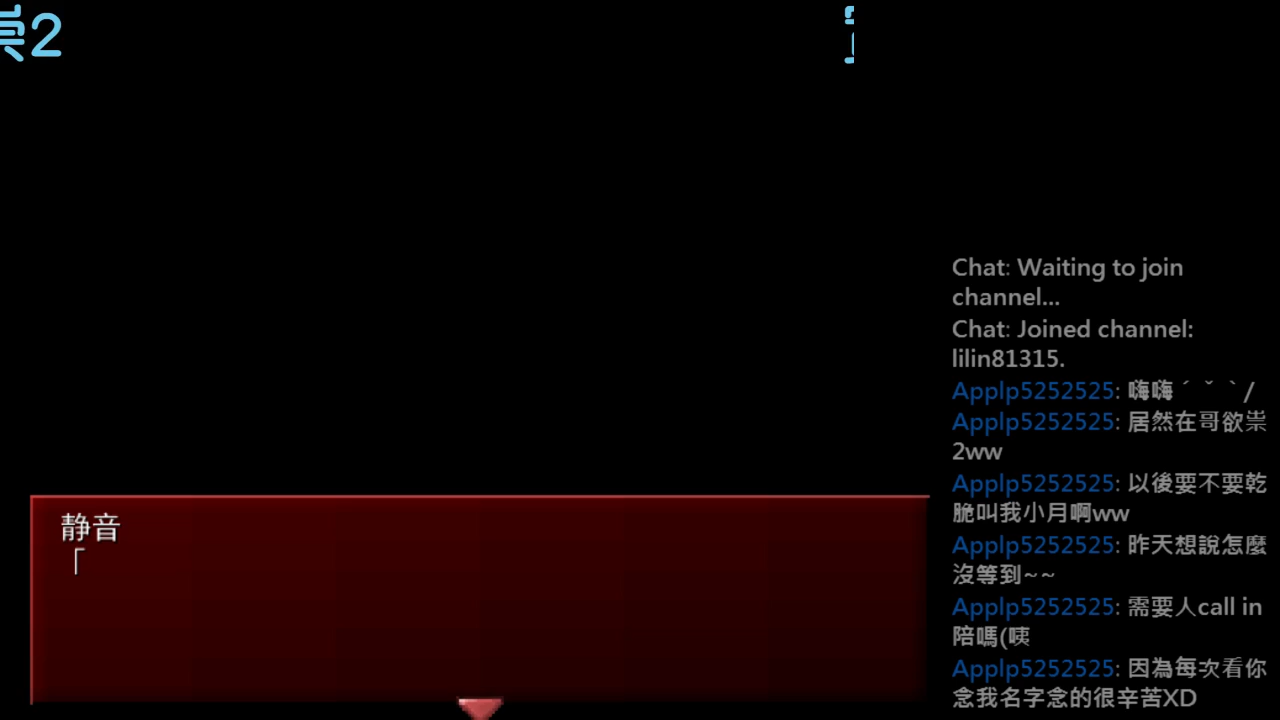 2
静音
「
Chat: Waiting to join
channel...
Chat: Joined channel:
lilin81315.
Applp5252525: 嗨嗨ˊˇˋ/
Applp5252525: 居然在哥欲祟
2ww
Applp5252525: 以後要不要乾
脆叫我小月啊ww
Applp5252525: 昨天想說怎麼
沒等到~~
Applp5252525: 需要人call in
陪嗎(咦
Applp5252525: 因為每次看你
念我名字念的很辛苦XD